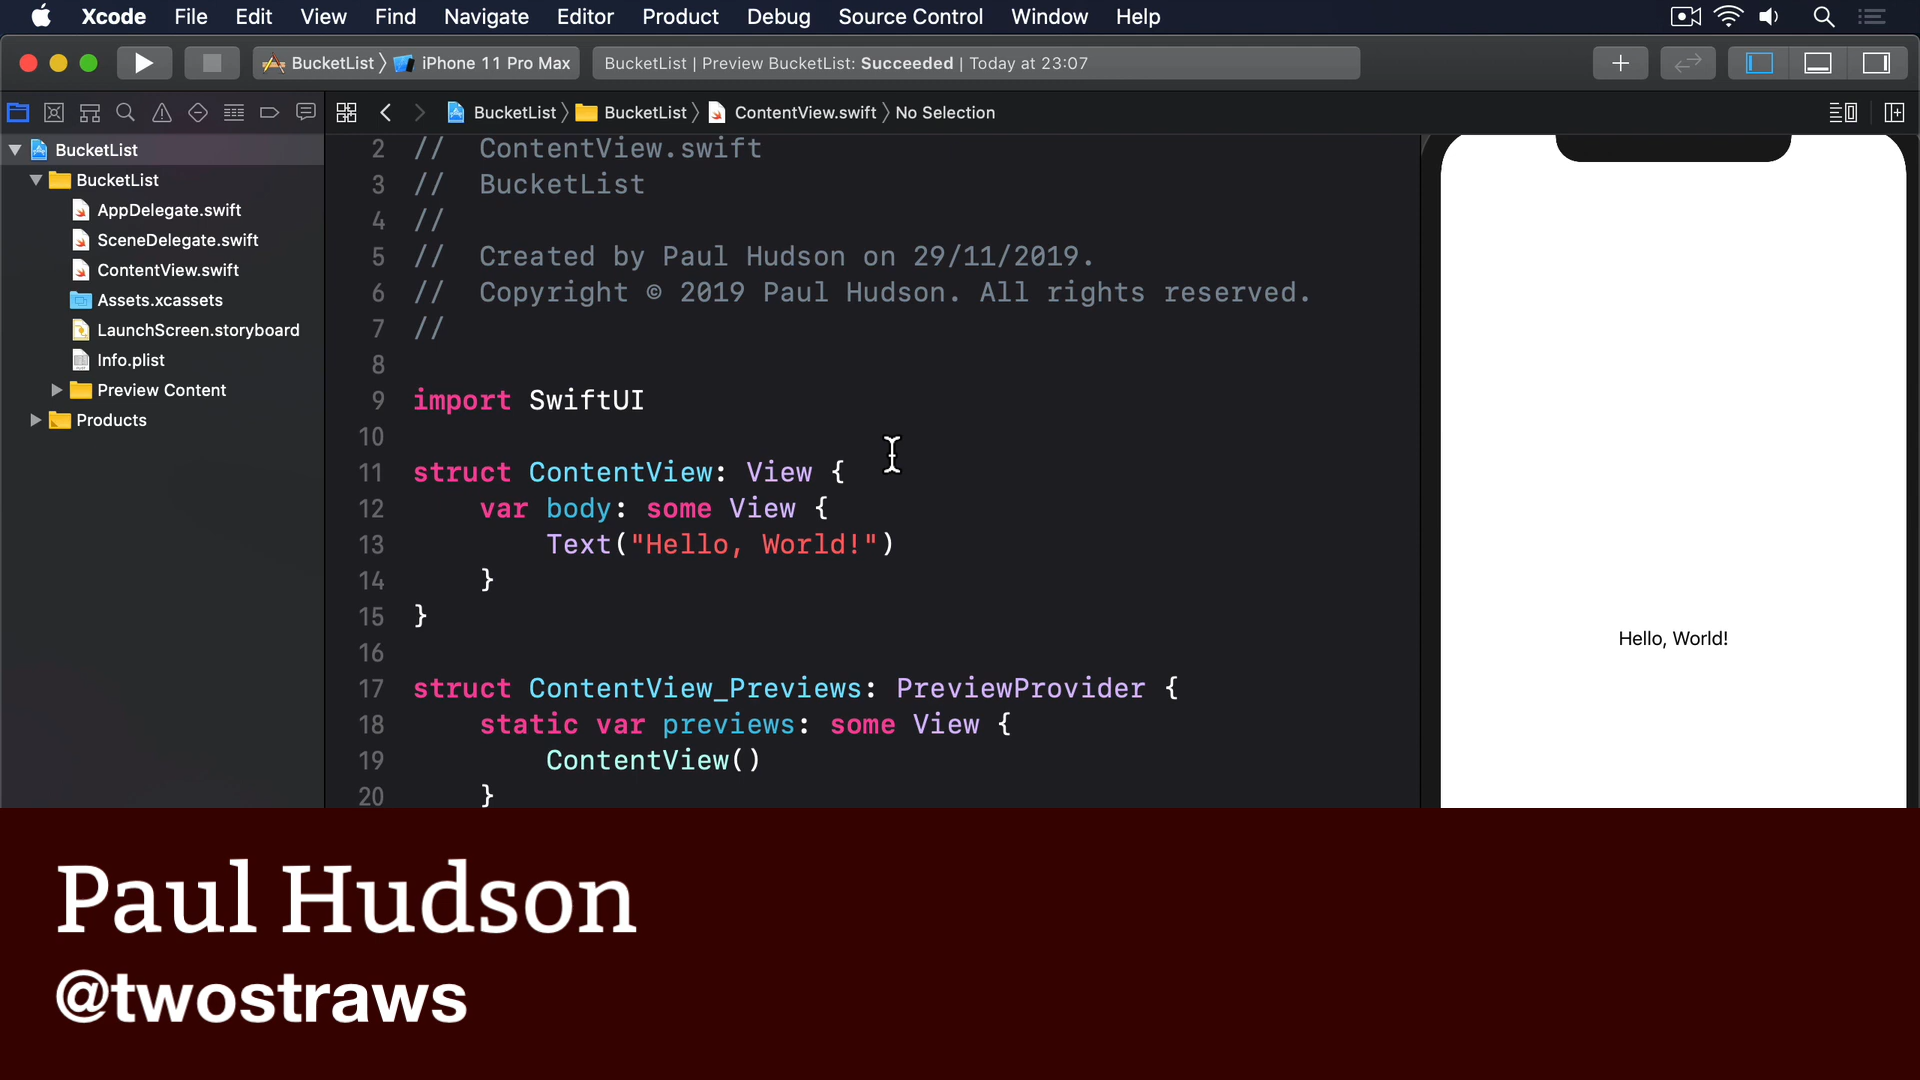 Xcode File Edit View Find Navigate Editor Product Debug Source Control Window Help
BucketList iPhone 11 Pro Max BucketList | Preview BucketList: Succeeded | Today at 23:07
BucketList BucketList ContentView.swift No Selection
BucketList
BucketList
AppDelegate.swift
SceneDelegate.swift
ContentView.swift
Assets.xcassets
LaunchScreen.storyboard
Info.plist
Preview Content
Products
2 // ContentView.swift
3 // BucketList
4 //
5 // Created by Paul Hudson on 29/11/2019.
6 // Copyright © 2019 Paul Hudson. All rights reserved.
7 //
8
9 import SwiftUI
10
11 struct ContentView: View {
12 var body: some View {
13 Text("Hello, World!")
14 }
15 }
16
17 struct ContentView_Previews: PreviewProvider {
18 static var previews: some View {
19 ContentView()
20 }
Hello, World!
Paul Hudson
@twostraws